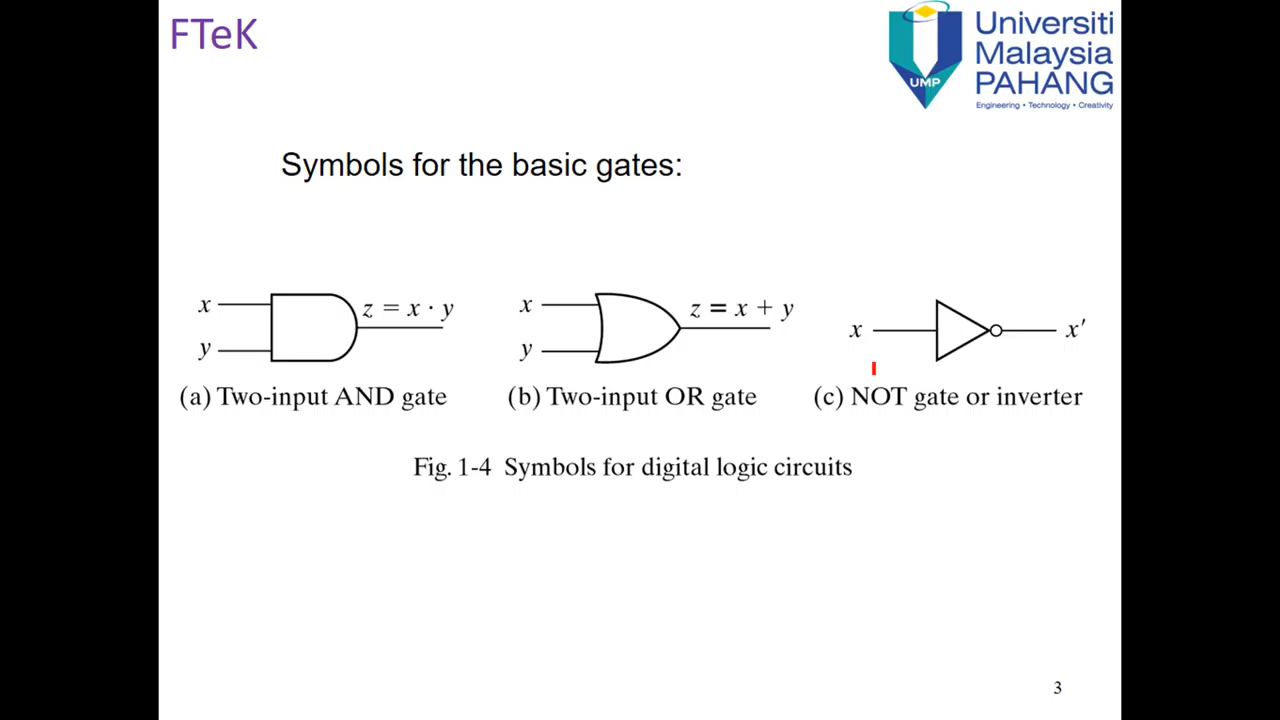 FTeK
Universiti
Malaysia
PAHANG
Engineering • Technology • Creativity
UMP
Symbols for the basic gates:
x
y
z = x · y
(a) Two-input AND gate
x
y
z = x + y
(b) Two-input OR gate
x
x′
(c) NOT gate or inverter
Fig. 1-4 Symbols for digital logic circuits
3